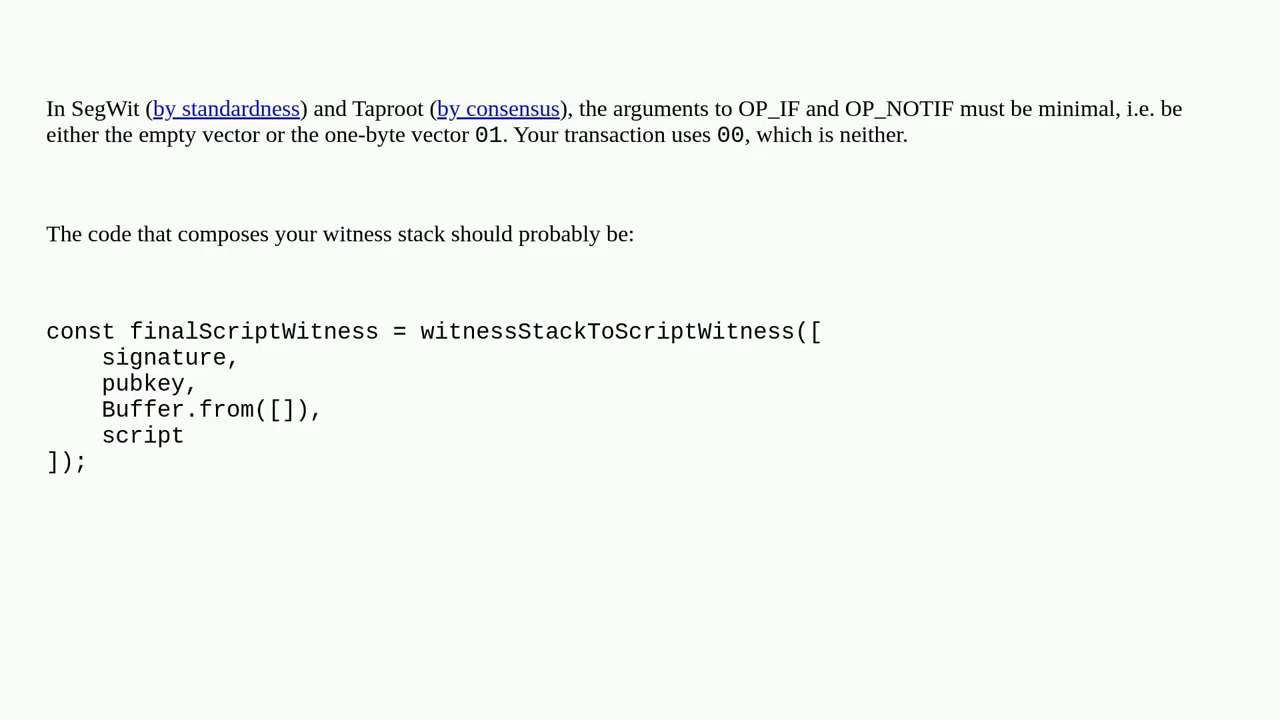 In SegWit (by standardness) and Taproot (by consensus), the arguments to OP_IF and OP_NOTIF must be minimal, i.e. be
either the empty vector or the one-byte vector 01. Your transaction uses 00, which is neither.
The code that composes your witness stack should probably be:
const finalScriptWitness = witnessStackToScriptWitness([
    signature,
    pubkey,
    Buffer.from([]),
    script
]);